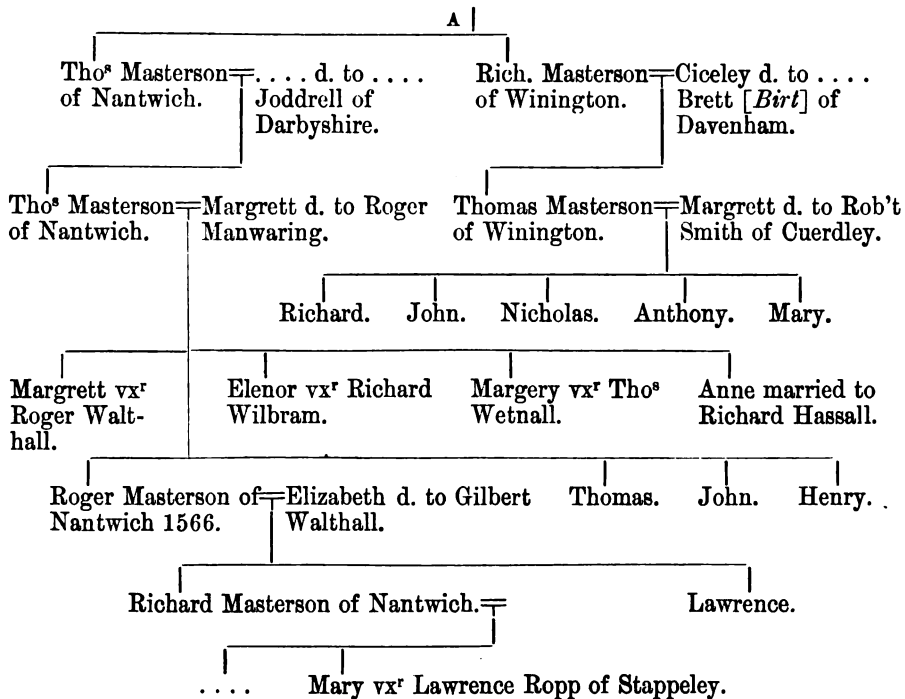 A
Thoˢ Masterson = . . . . d. to . . . .
of Nantwich. Joddrell of
Darbyshire.
Rich. Masterson = Ciceley d. to . . . .
of Winington. Brett [Birt] of
Davenham.
Thoˢ Masterson = Margrett d. to Roger
of Nantwich. Manwaring.
Thomas Masterson = Margrett d. to Rob't
of Winington. Smith of Cuerdley.
Richard. John. Nicholas. Anthony. Mary.
Margrett vxʳ
Roger Walt-
hall.
Elenor vxʳ Richard
Wilbram.
Margery vxʳ Thoˢ
Wetnall.
Anne married to
Richard Hassall.
Roger Masterson of = Elizabeth d. to Gilbert
Nantwich 1566. Walthall.
Thomas. John. Henry.
Richard Masterson of Nantwich. =
Lawrence.
. . . . Mary vxʳ Lawrence Ropp of Stappeley.